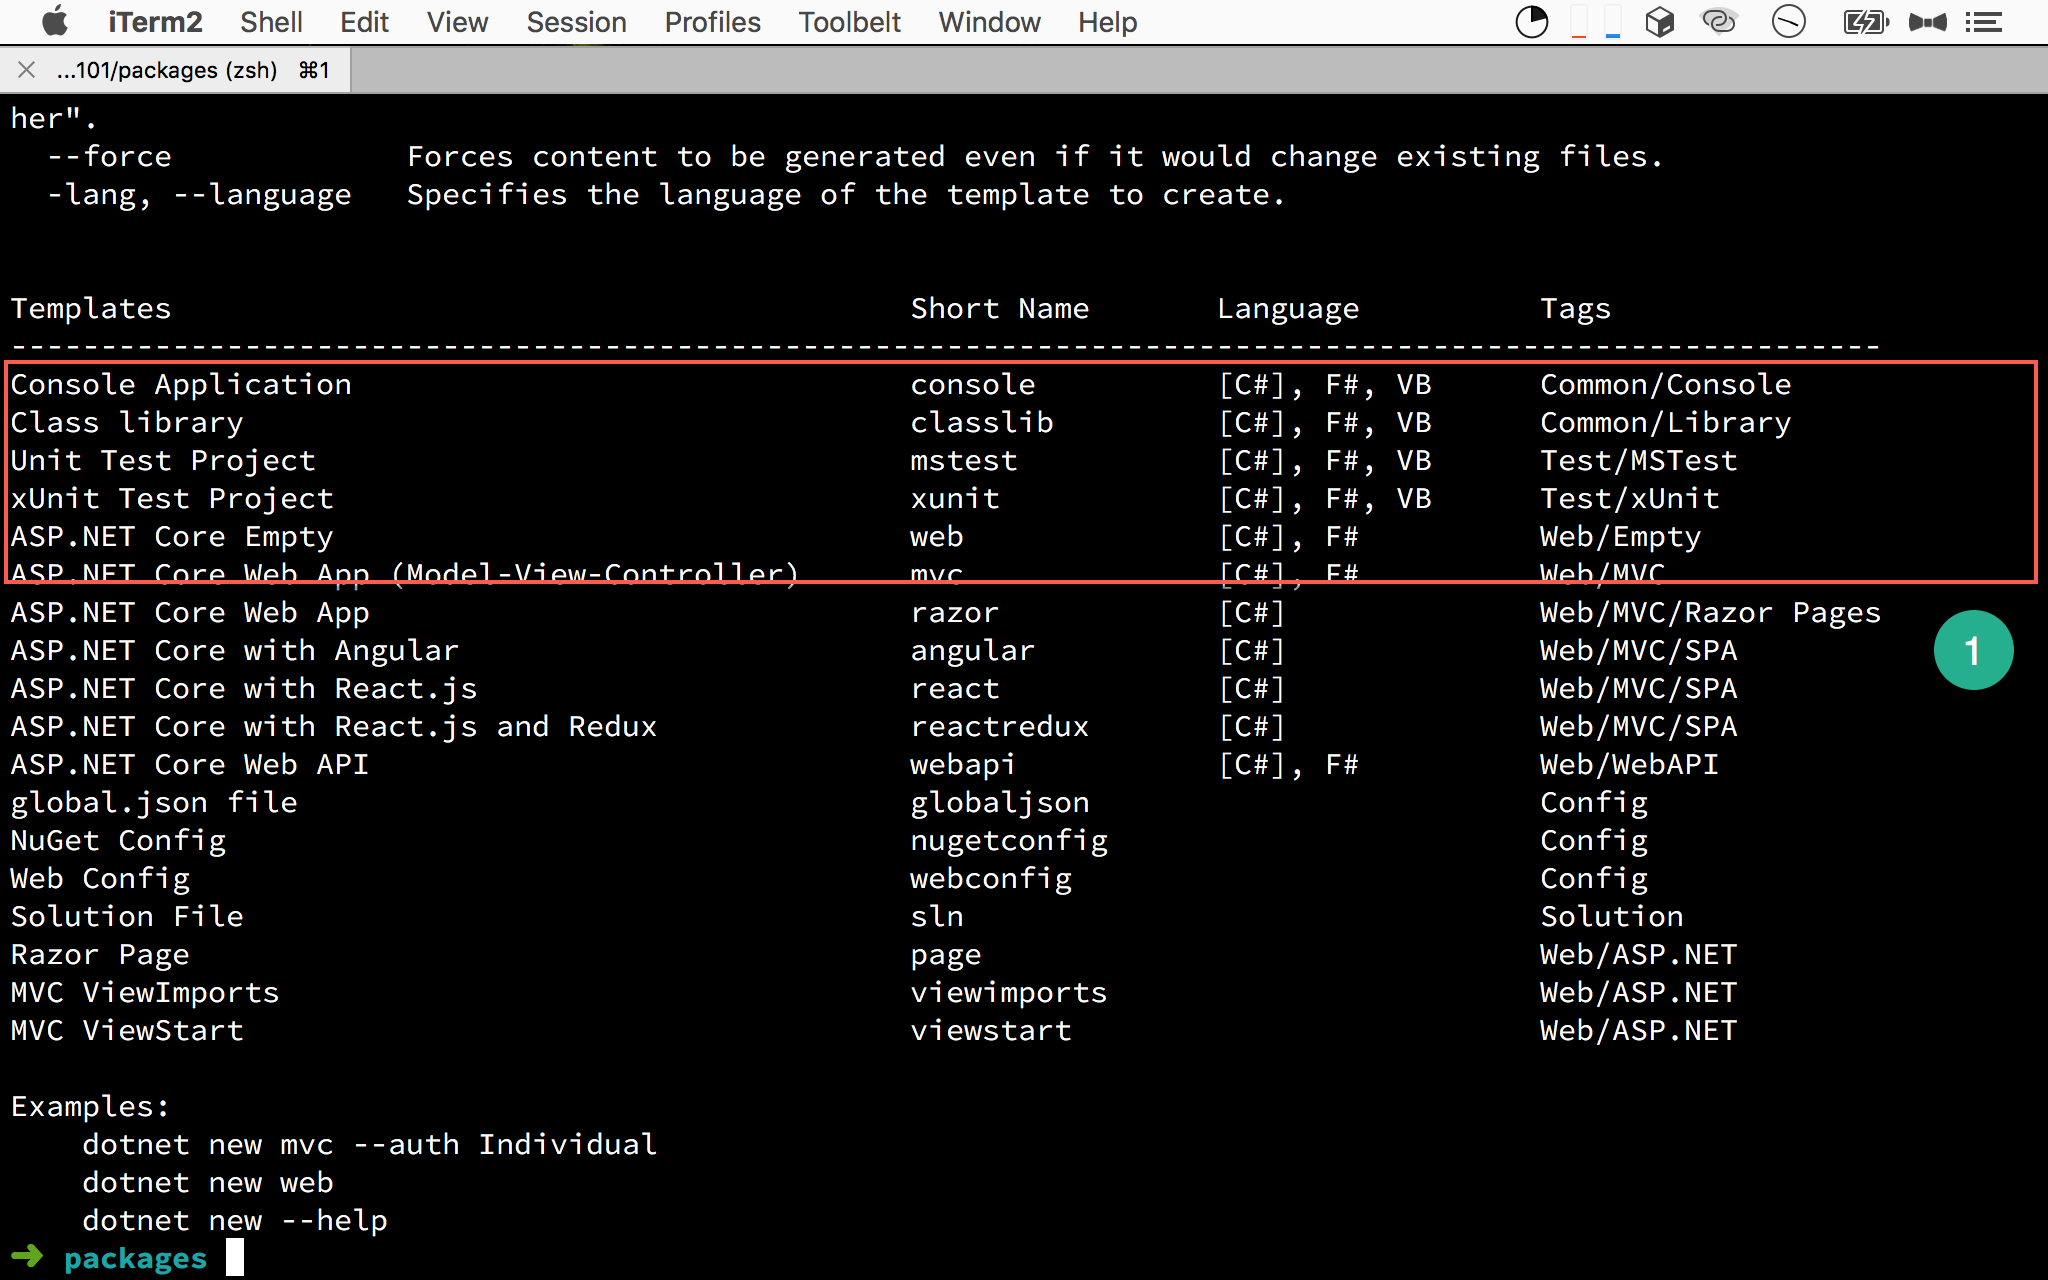 iTerm2 Shell Edit View Session Profiles Toolbelt Window Help
...101/packages (zsh) ⌘1
her".
--force Forces content to be generated even if it would change existing files.
-lang, --language Specifies the language of the template to create.
Templates Short Name Language Tags
--------------------------------------------------------------------------------------------------------
Console Application console [C#], F#, VB Common/Console
Class library classlib [C#], F#, VB Common/Library
Unit Test Project mstest [C#], F#, VB Test/MSTest
xUnit Test Project xunit [C#], F#, VB Test/xUnit
ASP.NET Core Empty web [C#], F# Web/Empty
ASP.NET Core Web App (Model-View-Controller) mvc [C#], F# Web/MVC
ASP.NET Core Web App razor [C#] Web/MVC/Razor Pages
ASP.NET Core with Angular angular [C#] Web/MVC/SPA
1
ASP.NET Core with React.js react [C#] Web/MVC/SPA
ASP.NET Core with React.js and Redux reactredux [C#] Web/MVC/SPA
ASP.NET Core Web API webapi [C#], F# Web/WebAPI
global.json file globaljson Config
NuGet Config nugetconfig Config
Web Config webconfig Config
Solution File sln Solution
Razor Page page Web/ASP.NET
MVC ViewImports viewimports Web/ASP.NET
MVC ViewStart viewstart Web/ASP.NET
Examples:
dotnet new mvc --auth Individual
dotnet new web
dotnet new --help
➜ packages